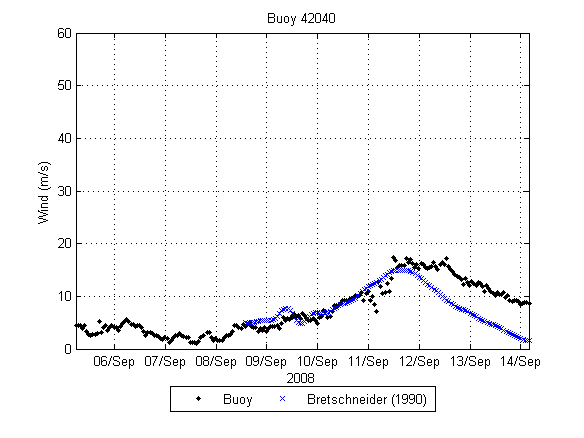 Buoy 42040
60
50
40
30
20
10
0
Wind (m/s)
06/Sep 07/Sep 08/Sep 09/Sep 10/Sep 11/Sep 12/Sep 13/Sep 14/Sep
2008
Buoy Bretschneider (1990)